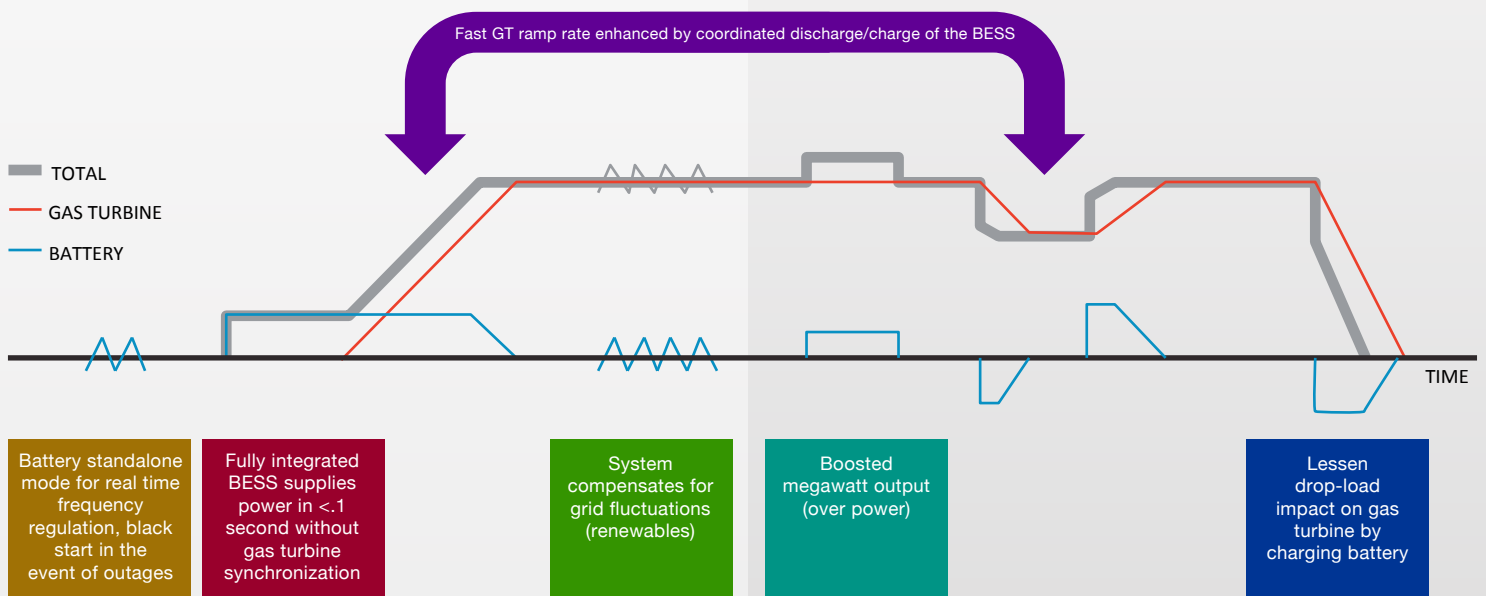 Fast GT ramp rate enhanced by coordinated discharge/charge of the BESS
TOTAL
GAS TURBINE
BATTERY
TIME
Battery standalone
mode for real time
frequency
regulation, black
start in the
event of outages
Fully integrated
BESS supplies
power in <.1
second without
gas turbine
synchronization
System
compensates for
grid fluctuations
(renewables)
Boosted
megawatt output
(over power)
Lessen
drop-load
impact on gas
turbine by
charging battery